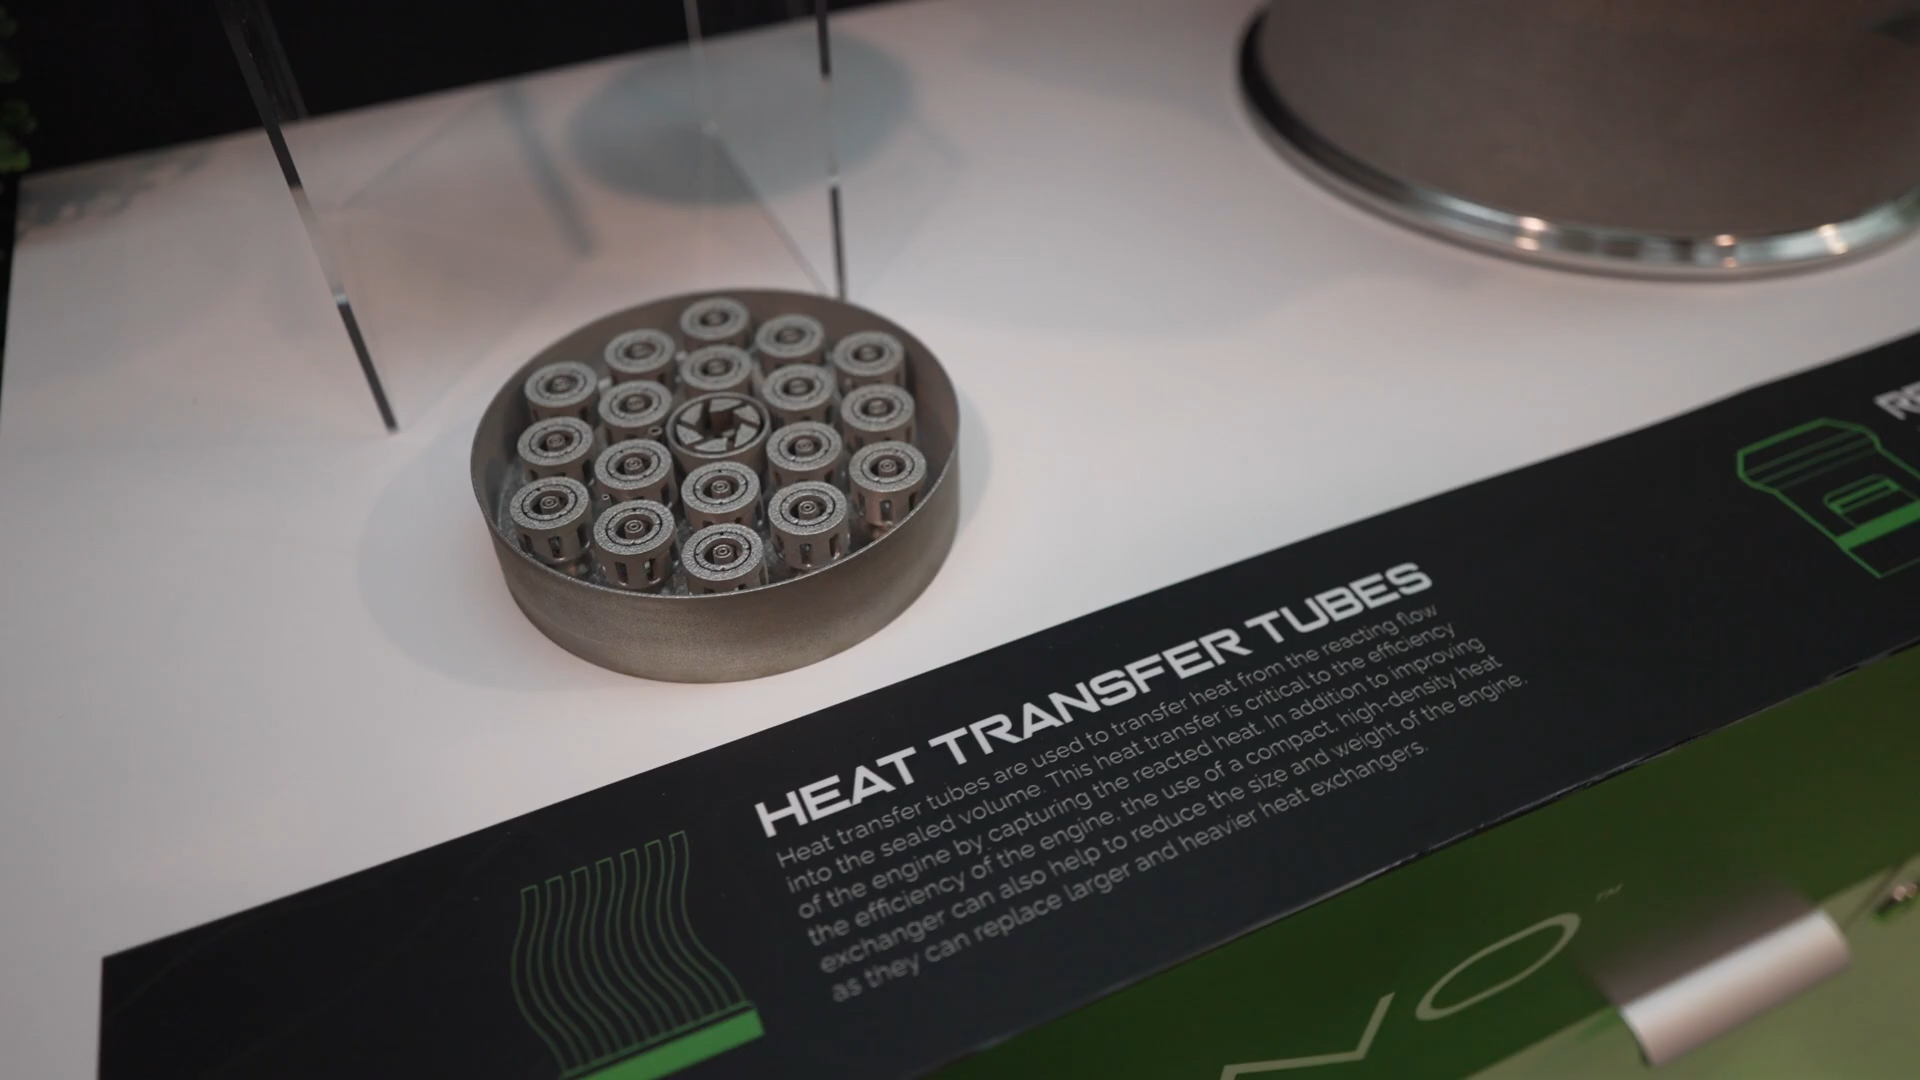 HEAT TRANSFER TUBES
Heat transfer tubes are used to transfer heat from the reacting flow
into the sealed volume. This heat transfer is critical to the efficiency
of the engine by capturing the reacted heat. In addition to improving
the efficiency of the engine, the use of a compact, high-density heat
exchanger can also help to reduce the size and weight of the engine,
as they can replace larger and heavier heat exchangers.
VO™